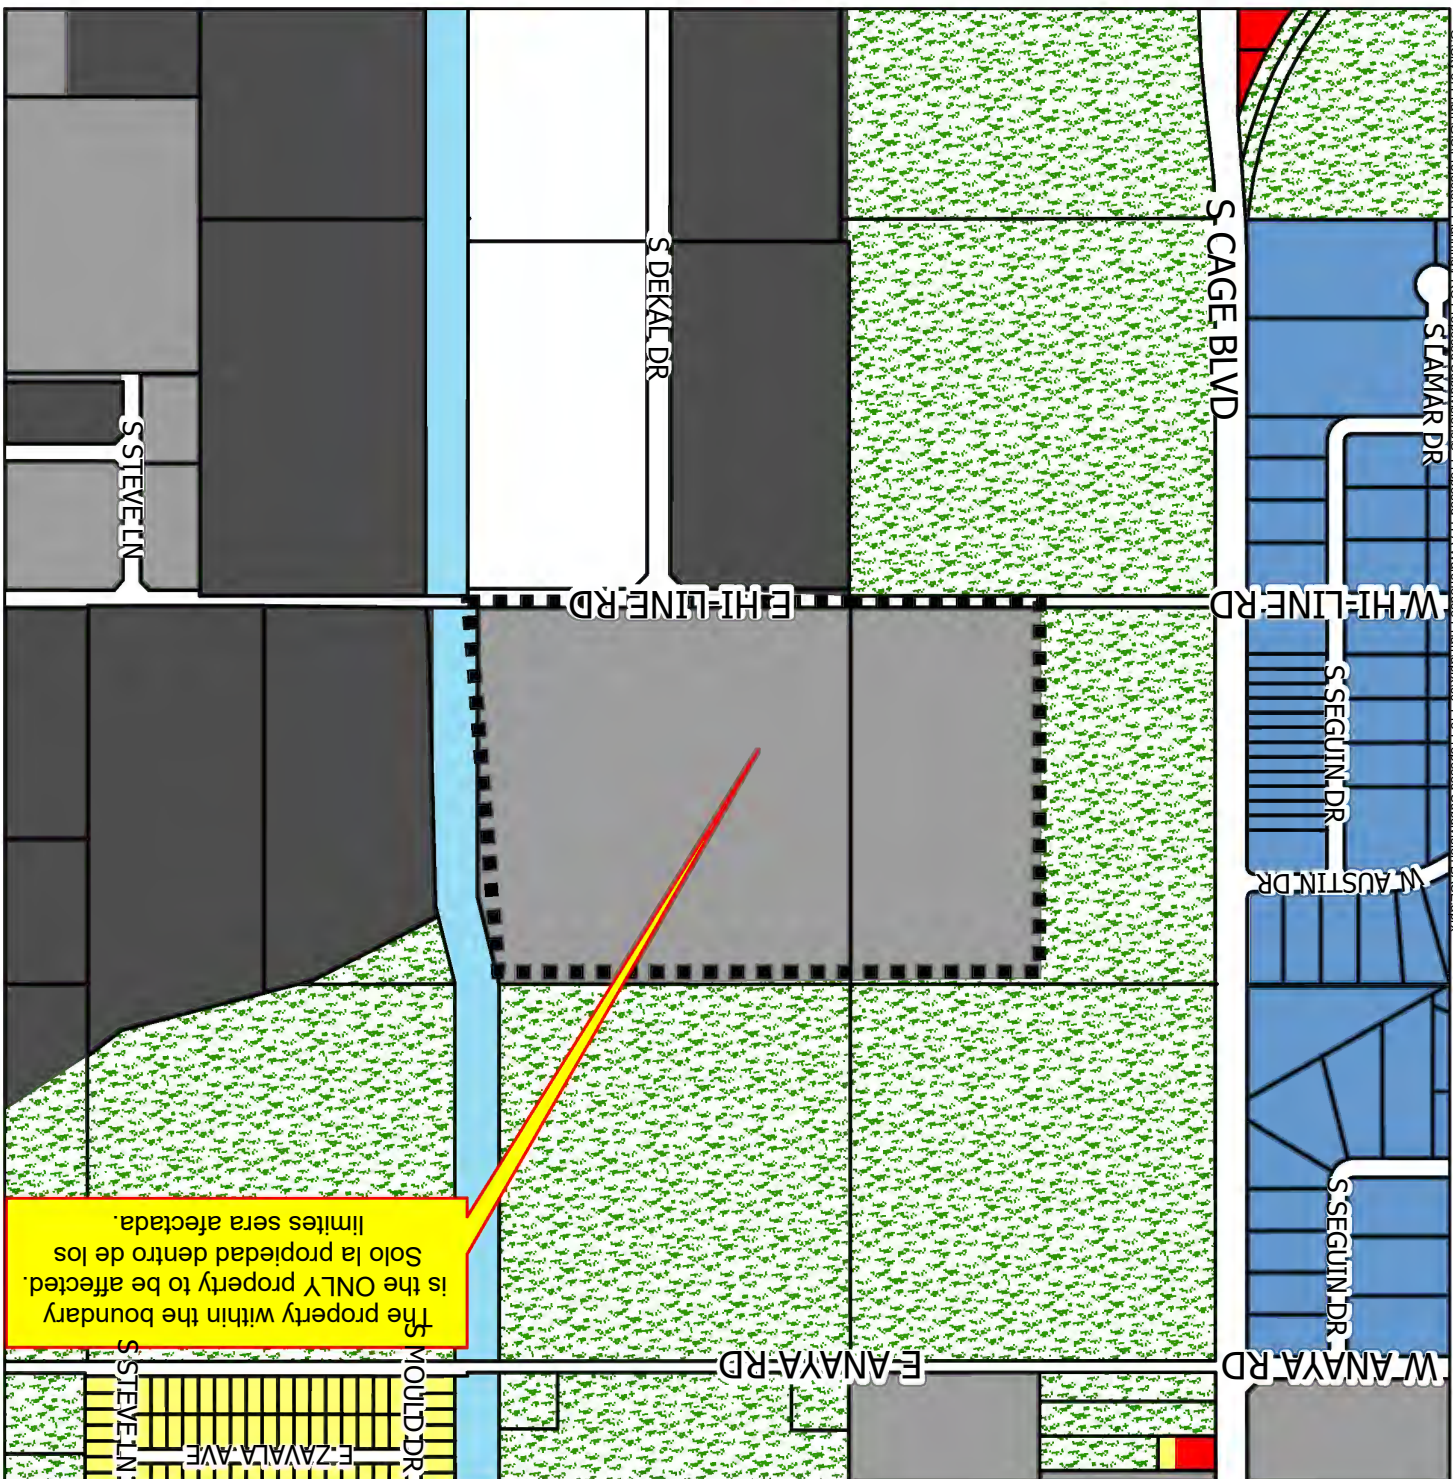 E ZAVALA AVE
S MOULD DR
S STEVE LN
W ANAYA RD
E ANAYA RD
The property within the boundary
is the ONLY property to be affected.
Solo la propiedad dentro de los
limites sera afectada.
S SEGUIN DR
W AUSTIN DR
S SEGUIN DR
W HI-LINE RD
E HI-LINE RD
S STEVE LN
S LAMAR DR
S CAGE BLVD
S DEKAL DR